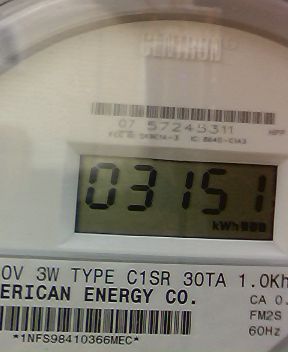 CENTRON®
07 57245311
03151
kWh
0V 3W TYPE C1SR 30TA 1.0Kh
ERICAN ENERGY CO.
CA 0.
FM2S
60Hz
*1NFS98410366MEC*